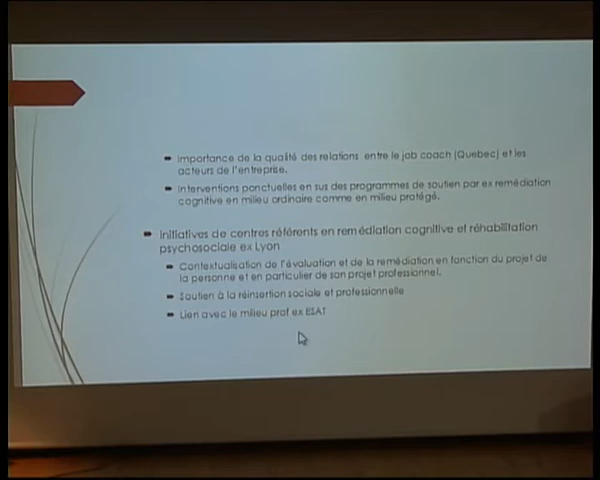 Importance de la qualité des relations entre le job coach (Quebec) et les
acteurs de l'entreprise.
Interventions ponctuelles en sus des programmes de soutien par ex remédiation
cognitive en milieu ordinaire comme en milieu protégé.
Initiatives de centres référents en remédiation cognitive et réhabilitation
psychosociale ex Lyon
Contextualisation de l'évaluation et de la remédiation en fonction du projet de
la personne et en particulier de son projet professionnel.
Soutien à la réinsertion sociale et professionnelle
Lien avec le milieu prof ex ESAT